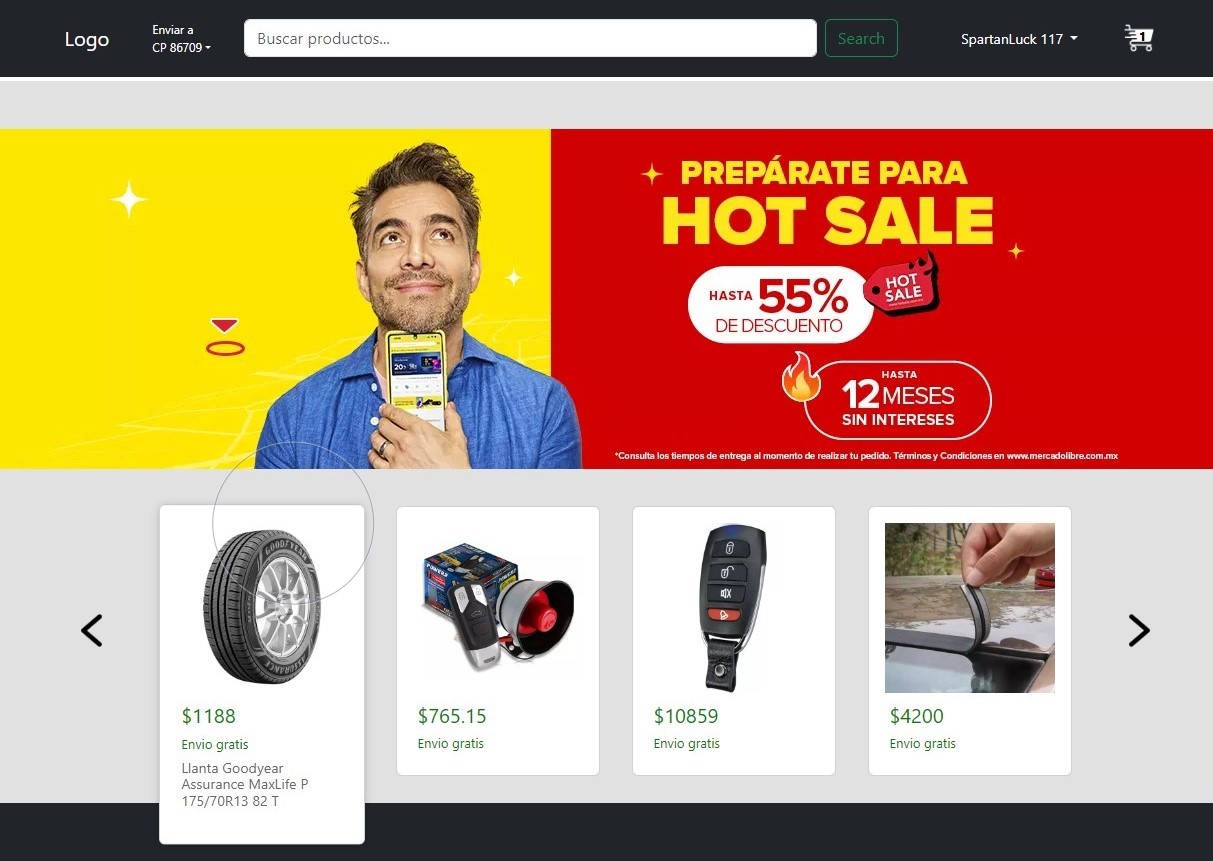 Logo
Enviar a
CP 86709
Buscar productos...
Search
SpartanLuck 117
1
PREPÁRATE PARA
HOT SALE
HASTA 55%
DE DESCUENTO
HOT
SALE
HASTA
12 MESES
SIN INTERESES
*Consulta los tiempos de entrega al momento de realizar tu pedido. Términos y Condiciones en www.mercadolibre.com.mx
20%
GOODYEAR
ASSURANCE
$1188
Envio gratis
Llanta Goodyear
Assurance MaxLife P
175/70R13 82 T
$765.15
Envio gratis
$10859
Envio gratis
$4200
Envio gratis